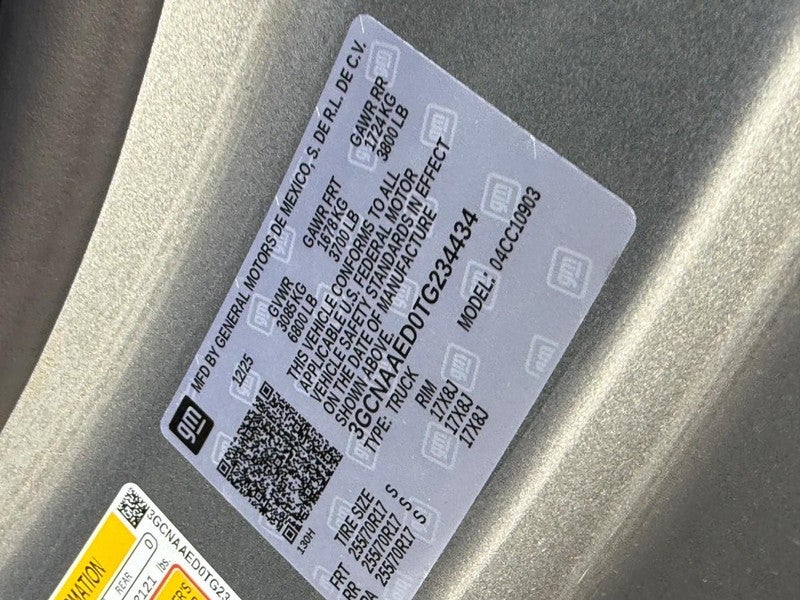 gm
MFD BY GENERAL MOTORS DE MEXICO, S. DE R.L. DE C.V.
12/25
GVWR GAWR FRT GAWR RR
3085KG 1678KG 1724KG
6800 LB 3700 LB 3800 LB
THIS VEHICLE CONFORMS TO ALL
APPLICABLE U.S. FEDERAL MOTOR
VEHICLE SAFETY STANDARDS IN EFFECT
ON THE DATE OF MANUFACTURE
SHOWN ABOVE.
3GCNAAED0TG234434
TYPE: TRUCK MODEL: 04CC10903
130H
TIRE SIZE RIM
FRT 255/70R17 S 17X8J
RR 255/70R17 S 17X8J
255/70R17 S 17X8J
3GCNAAED0TG23
REAR 0
lbs